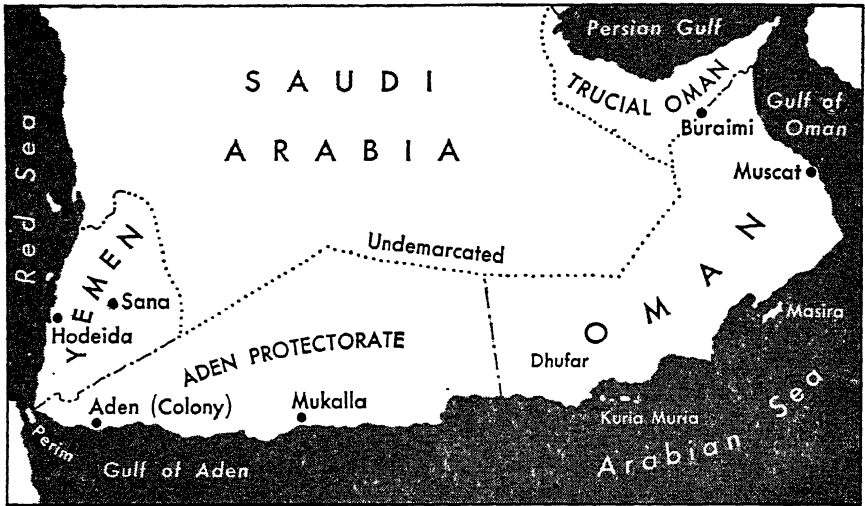 Persian Gulf
SAUDI
ARABIA
TRUCIAL OMAN
Buraimi
Gulf of
Oman
Muscat
Red Sea
YEMEN
Sana
Hodeida
Undemarcated
OMAN
Masira
Dhufar
ADEN PROTECTORATE
Aden (Colony)
Mukalla
Kuria Muria
Perim
Gulf of Aden
Arabian Sea